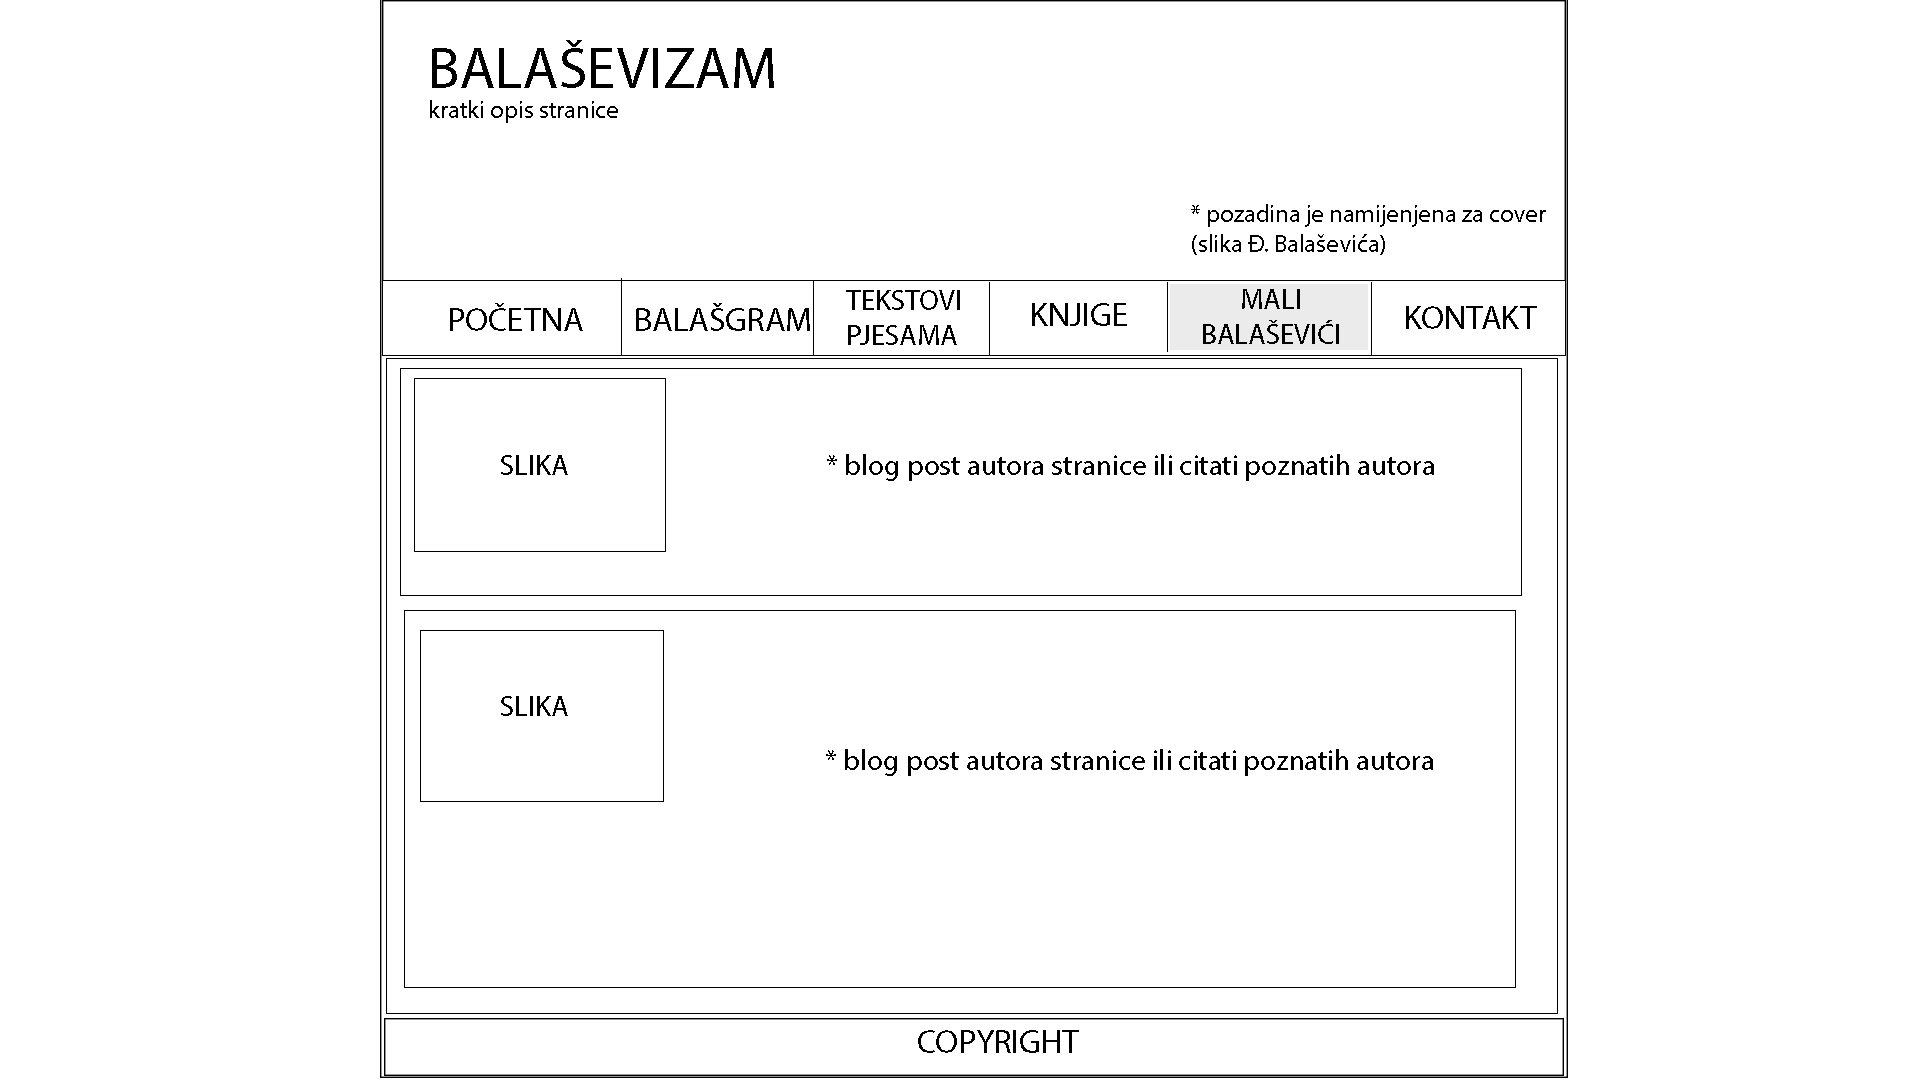 BALAŠEVIZAM
kratki opis stranice
* pozadina je namijenjena za cover
(slika Đ. Balaševića)
POČETNA
BALAŠGRAM
TEKSTOVI
PJESAMA
KNJIGE
MALI
BALAŠEVIĆI
KONTAKT
SLIKA
* blog post autora stranice ili citati poznatih autora
SLIKA
* blog post autora stranice ili citati poznatih autora
COPYRIGHT